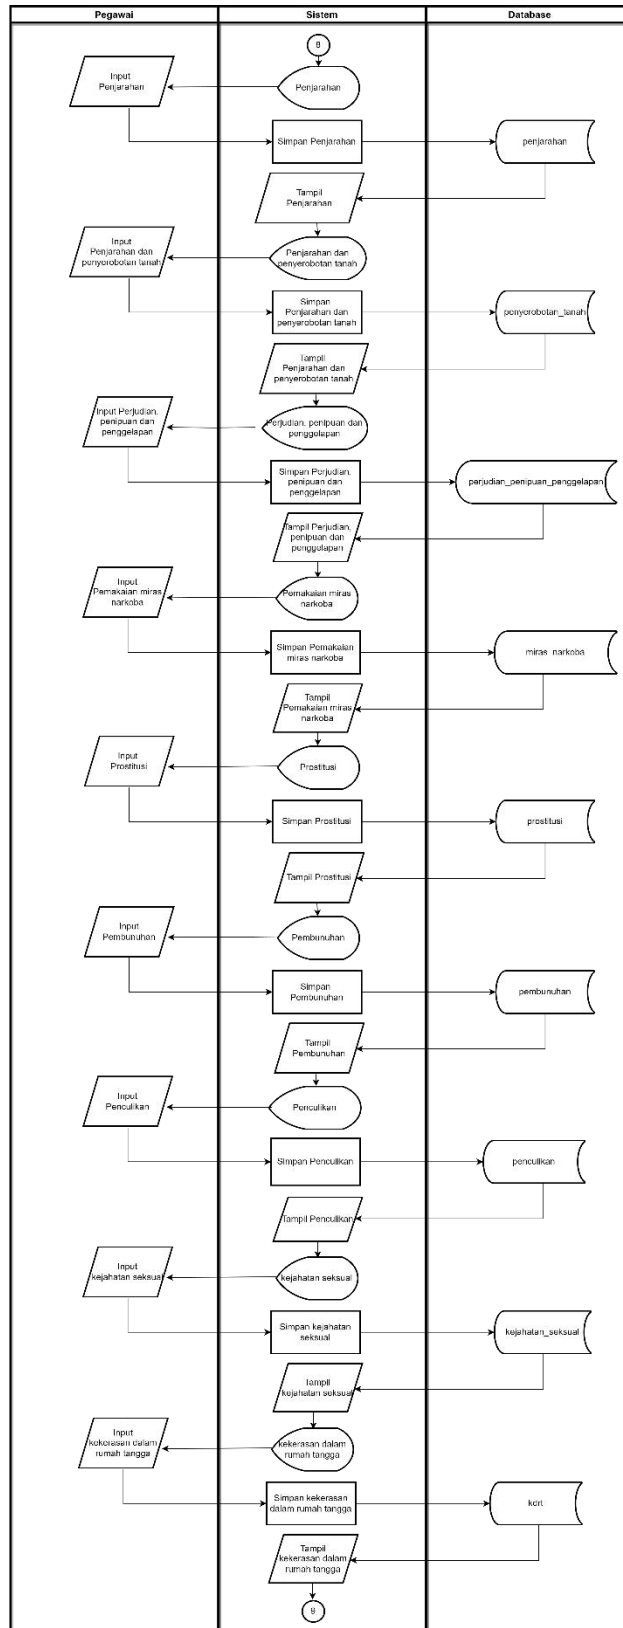 Pegawai
Sistem
Database
8
Input
Penjarahan
Penjarahan
Simpan Penjarahan
penjarahan
Tampil
Penjarahan
Input
Penjarahan dan
penyerobotan tanah
Penjarahan dan
penyerobotan tanah
Simpan
Penjarahan dan
penyerobotan tanah
penyerobotan_tanah
Tampil
Penjarahan dan
penyerobotan tanah
Input Perjudian,
penipuan dan
penggelapan
Perjudian, penipuan dan
penggelapan
Simpan Perjudian,
penipuan dan
penggelapan
perjudian_penipuan_penggelapan
Tampil Perjudian,
penipuan dan
penggelapan
Input
Pemakaian miras
narkoba
Pemakaian miras
narkoba
Simpan Pemakaian
miras narkoba
miras_narkoba
Tampil
Pemakaian miras
narkoba
Input
Prostitusi
Prostitusi
Simpan Prostitusi
prostitusi
Tampil Prostitusi
Input
Pembunuhan
Pembunuhan
Simpan
Pembunuhan
pembunuhan
Tampil
Pembunuhan
Input
Penculikan
Penculikan
Simpan Penculikan
penculikan
Tampil Penculikan
Input
kejahatan seksual
kejahatan seksual
Simpan kejahatan
seksual
kejahatan_seksual
Tampil
kejahatan seksual
Input
kekerasan dalam
rumah tangga
kekerasan dalam
rumah tangga
Simpan kekerasan
dalam rumah tangga
kdrt
Tampil
kekerasan dalam
rumah tangga
9